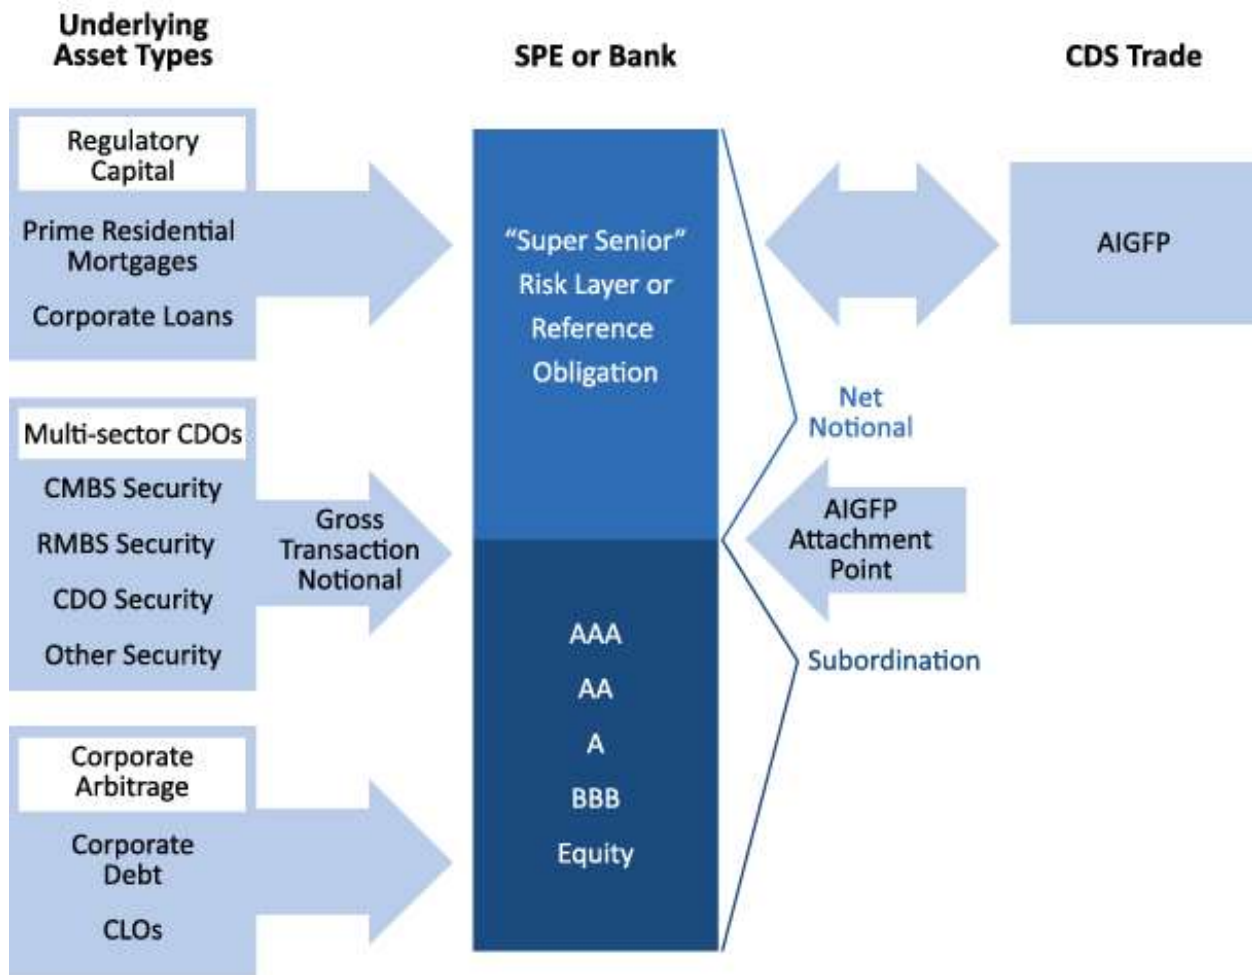 Underlying
Asset Types
SPE or Bank
CDS Trade
Regulatory
Capital
Prime Residential
Mortgages
Corporate Loans
Multi-sector CDOs
CMBS Security
RMBS Security
CDO Security
Other Security
Corporate
Arbitrage
Corporate
Debt
CLOs
Gross
Transaction
Notional
“Super Senior”
Risk Layer or
Reference
Obligation
AAA
AA
A
BBB
Equity
Net
Notional
AIGFP
Attachment
Point
Subordination
AIGFP